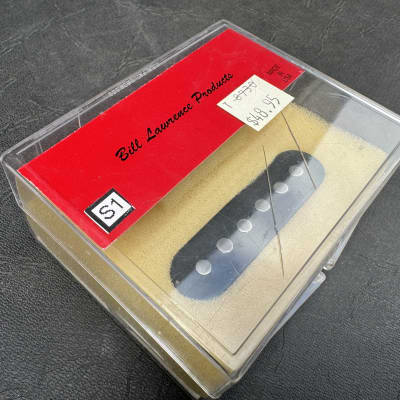 Bill Lawrence Products
$48.95
S1